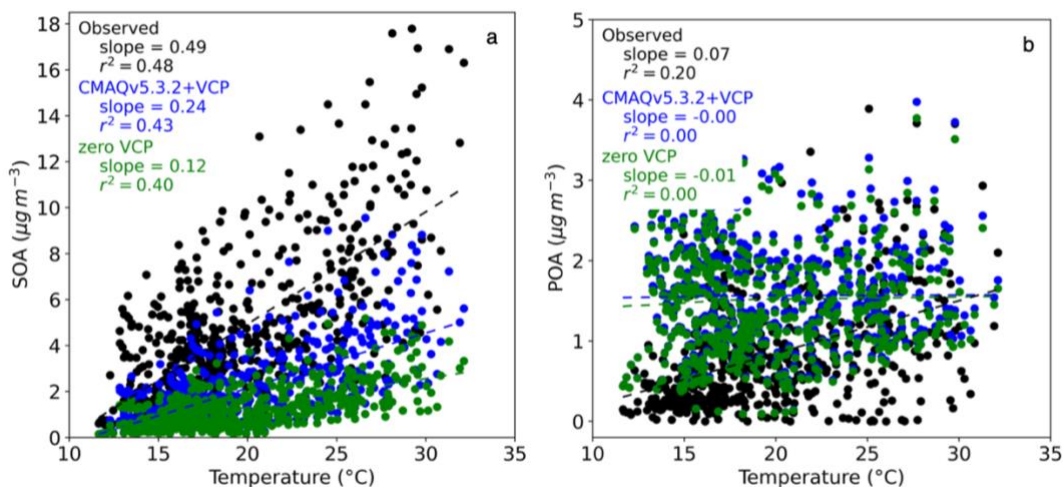 a
Observed
slope = 0.49
r² = 0.48
CMAQv5.3.2+VCP
slope = 0.24
r² = 0.43
zero VCP
slope = 0.12
r² = 0.40
18
16
14
12
10
8
6
4
2
0
SOA (μg m⁻³)
10
15
20
25
30
35
Temperature (°C)
b
Observed
slope = 0.07
r² = 0.20
CMAQv5.3.2+VCP
slope = -0.00
r² = 0.00
zero VCP
slope = -0.01
r² = 0.00
5
4
3
2
1
0
POA (μg m⁻³)
10
15
20
25
30
35
Temperature (°C)